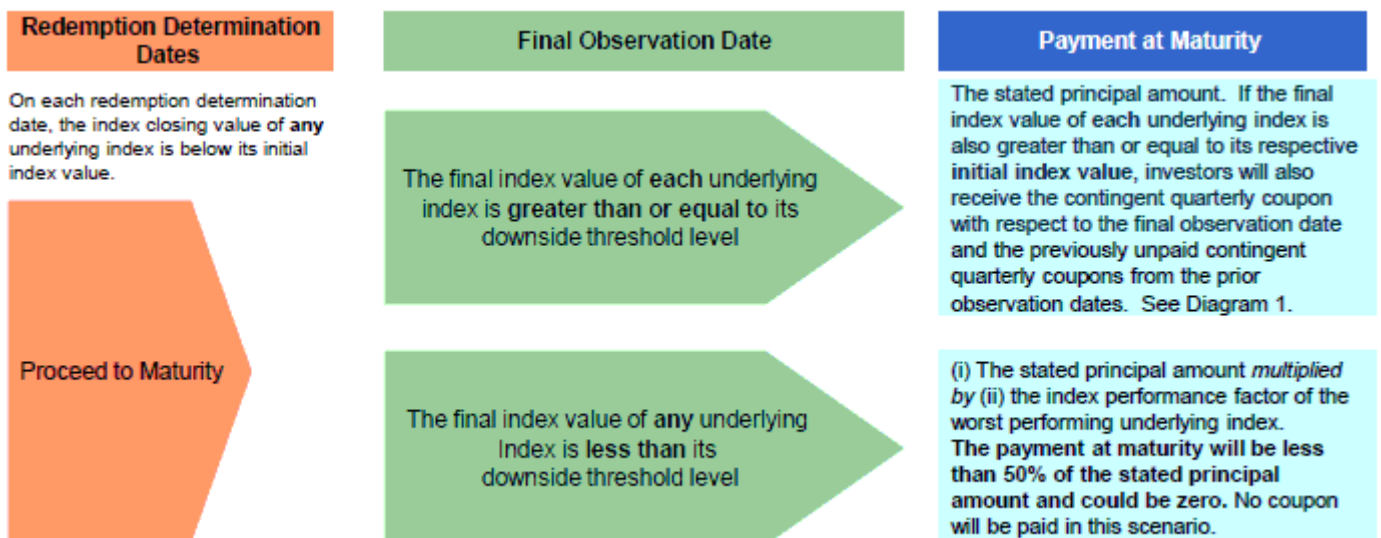 Redemption Determination
Dates
On each redemption determination
date, the index closing value of any
underlying index is below its initial
index value.
Proceed to Maturity
Final Observation Date
The final index value of each underlying
index is greater than or equal to its
downside threshold level
The final index value of any underlying
Index is less than its
downside threshold level
Payment at Maturity
The stated principal amount.  If the final
index value of each underlying index is
also greater than or equal to its respective
initial index value, investors will also
receive the contingent quarterly coupon
with respect to the final observation date
and the previously unpaid contingent
quarterly coupons from the prior
observation dates.  See Diagram 1.
(i) The stated principal amount multiplied
by (ii) the index performance factor of the
worst performing underlying index.
The payment at maturity will be less
than 50% of the stated principal
amount and could be zero. No coupon
will be paid in this scenario.